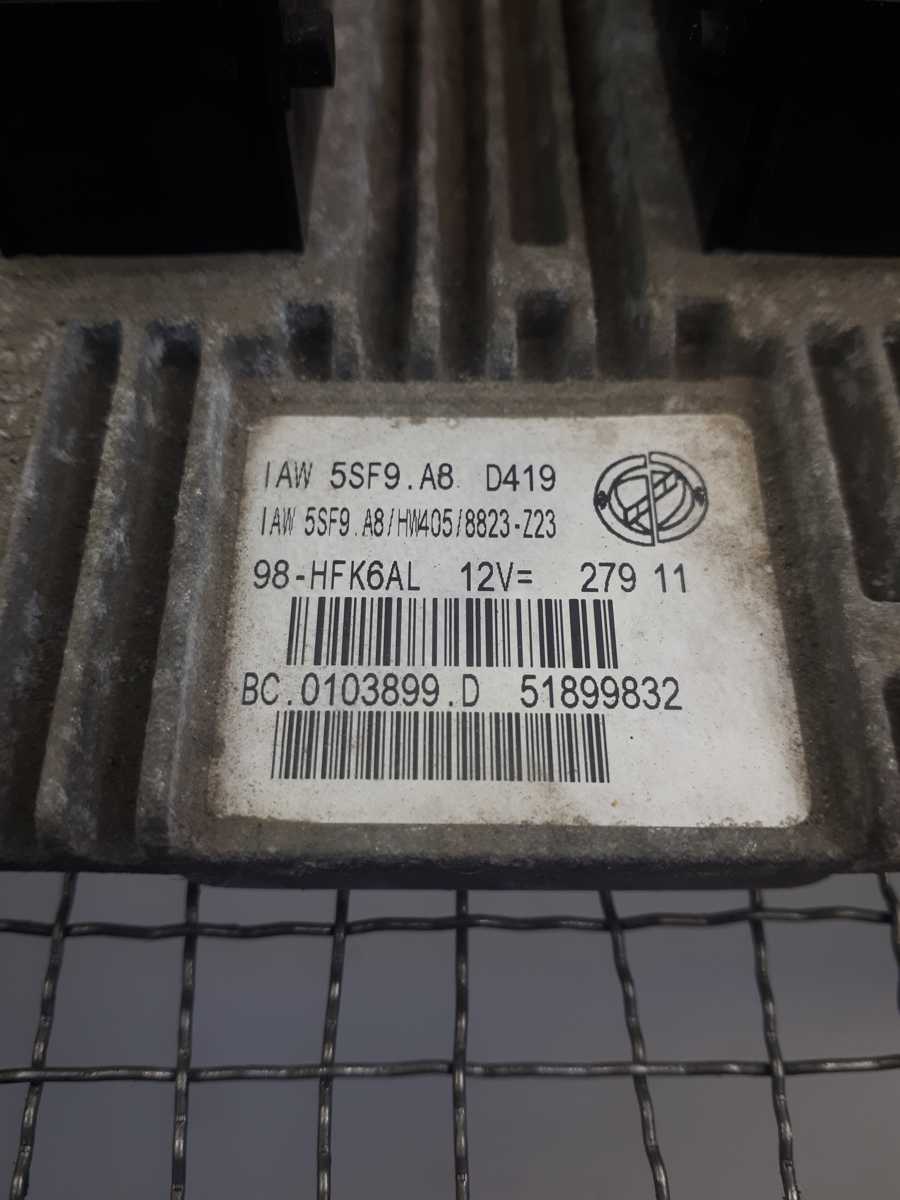 IAW 5SF9.A8 D419
IAW 5SF9.A8/HW405/8823-Z23
98-HFK6AL 12V= 279 11
BC.0103899.D 51899832